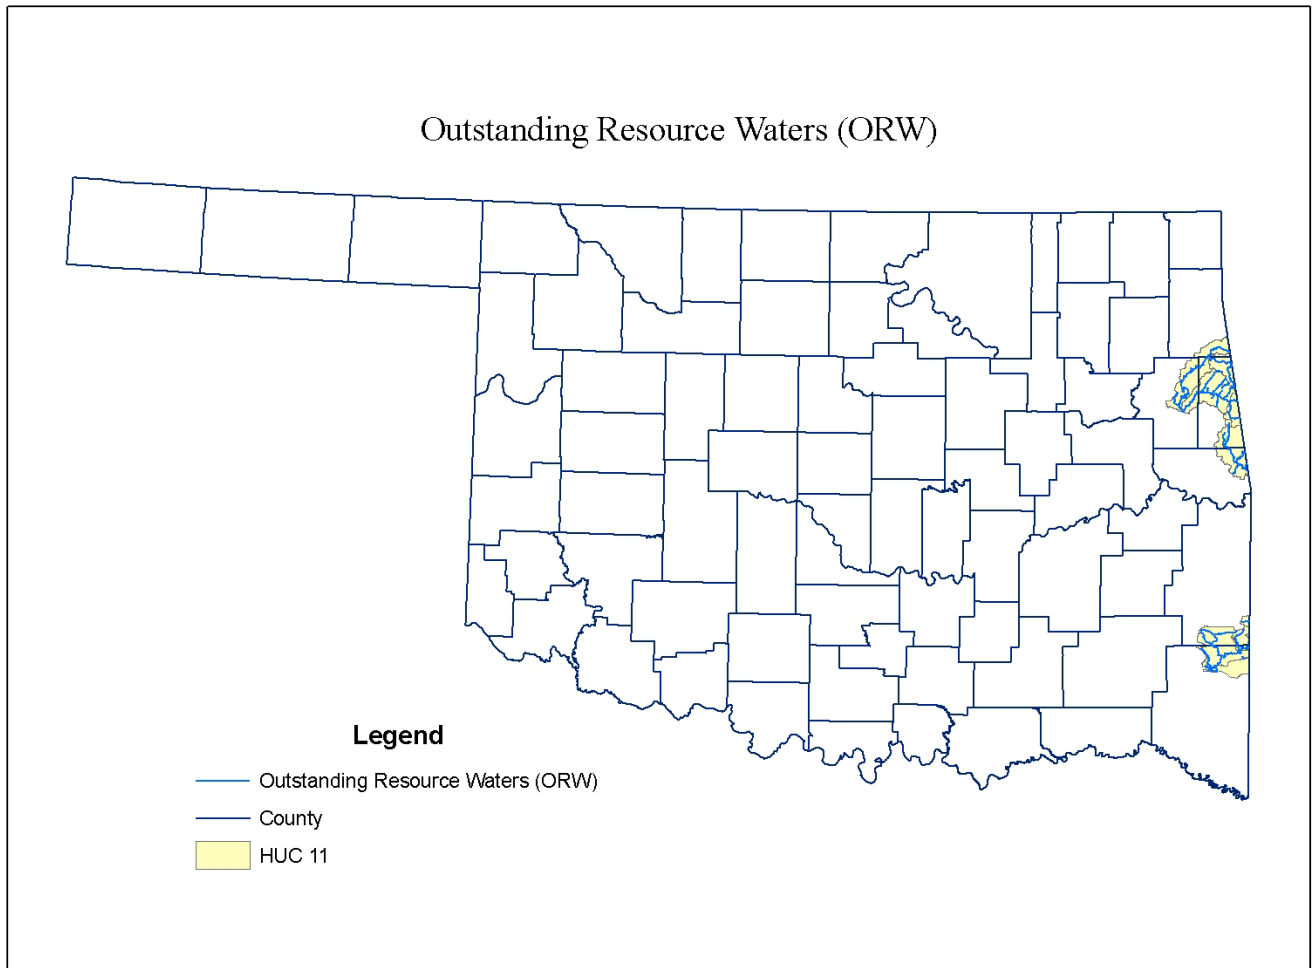 Outstanding Resource Waters (ORW)
Legend
Outstanding Resource Waters (ORW)
County
HUC 11